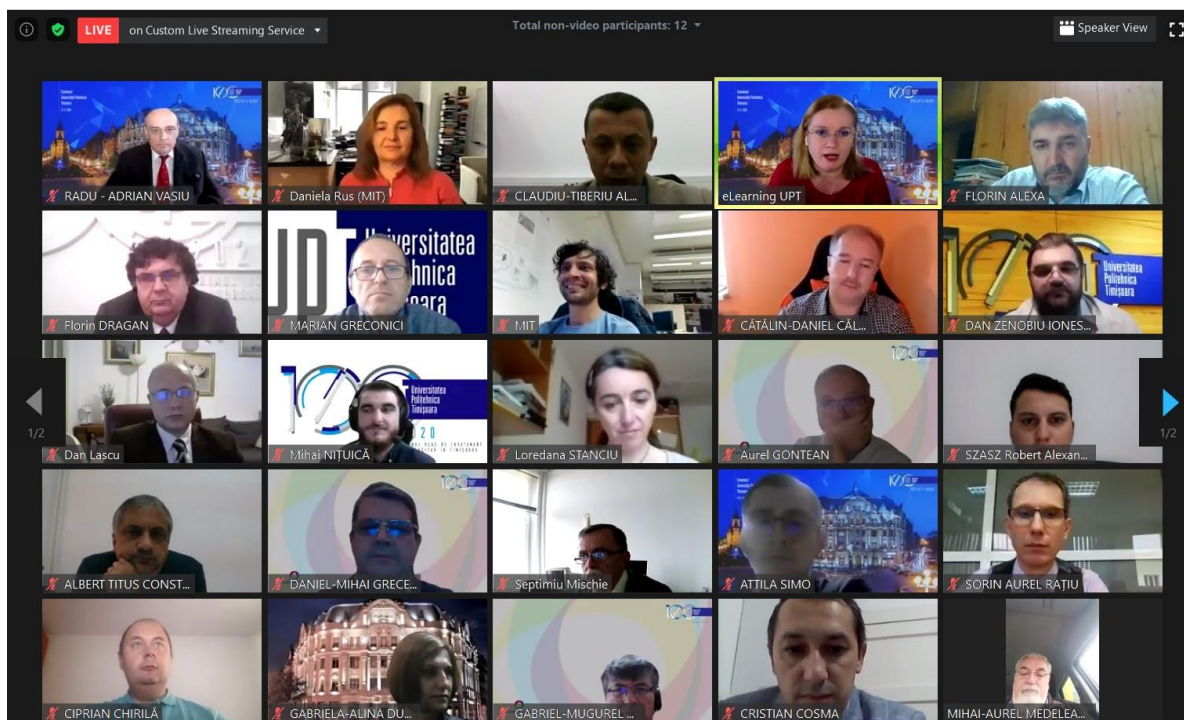 LIVE on Custom Live Streaming Service
Total non-video participants: 12
Speaker View
RADU - ADRIAN VASIU
Daniela Rus (MIT)
CLAUDIU-TIBERIU AL...
eLearning UPT
FLORIN ALEXA
Florin DRAGAN
Universitatea
MARIAN GRECONICI
MIT
CĂTĂLIN-DANIEL CĂL...
Universitatea
Politehnica
Timișoara
DAN ZENOBIU IONES...
1/2
Dan Lascu
Universitatea
Politehnica
Timișoara
Mihai NIȚUICĂ
Loredana STANCIU
Aurel GONTEAN
SZASZ Robert Alexan...
1/2
ALBERT TITUS CONST...
DANIEL-MIHAI GRECE...
Septimiu Mischie
ATTILA SIMO
SORIN AUREL RAȚIU
CIPRIAN CHIRILĂ
GABRIELA-ALINA DU...
GABRIEL-MUGUREL ...
CRISTIAN COSMA
MIHAI-AUREL MEDELEA...